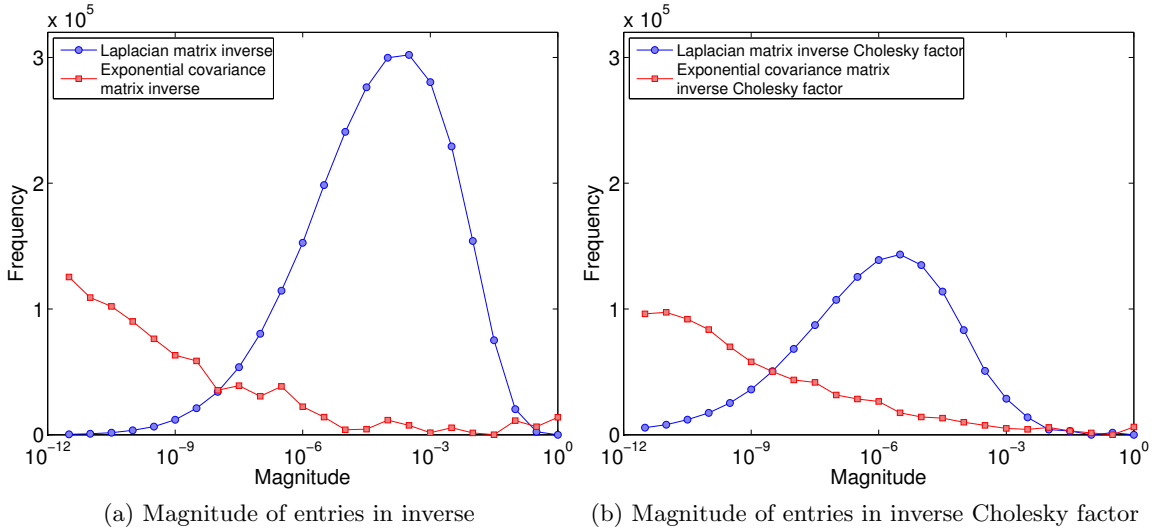 x 10^5
Laplacian matrix inverse
Exponential covariance
matrix inverse
3
2
1
0
Frequency
10^−12
10^−9
10^−6
10^−3
10^0
Magnitude
(a) Magnitude of entries in inverse
x 10^5
Laplacian matrix inverse Cholesky factor
Exponential covariance matrix
inverse Cholesky factor
3
2
1
0
Frequency
10^−12
10^−9
10^−6
10^−3
10^0
Magnitude
(b) Magnitude of entries in inverse Cholesky factor